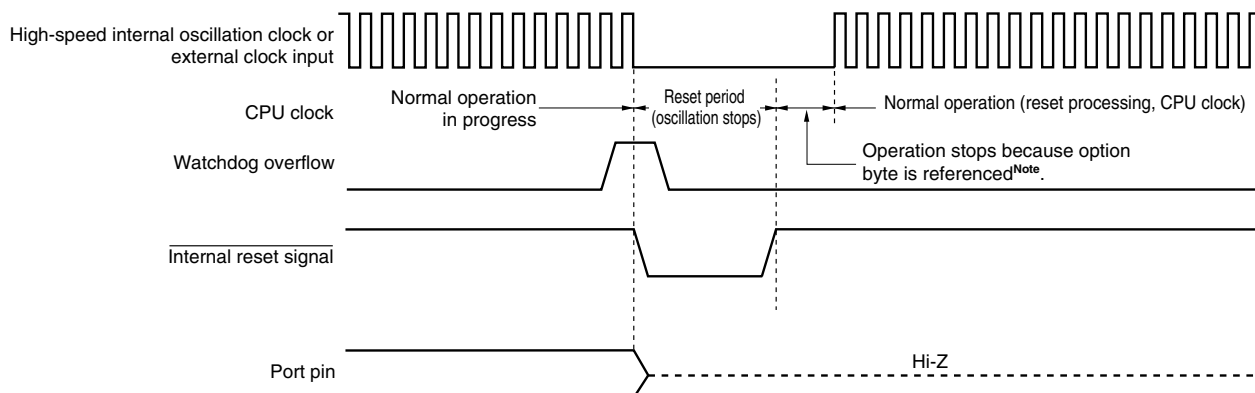 High-speed internal oscillation clock or
external clock input
CPU clock
Normal operation
in progress
Reset period
(oscillation stops)
Normal operation (reset processing, CPU clock)
Operation stops because option
byte is referencedNote.
Watchdog overflow
Internal reset signal
Port pin
Hi-Z